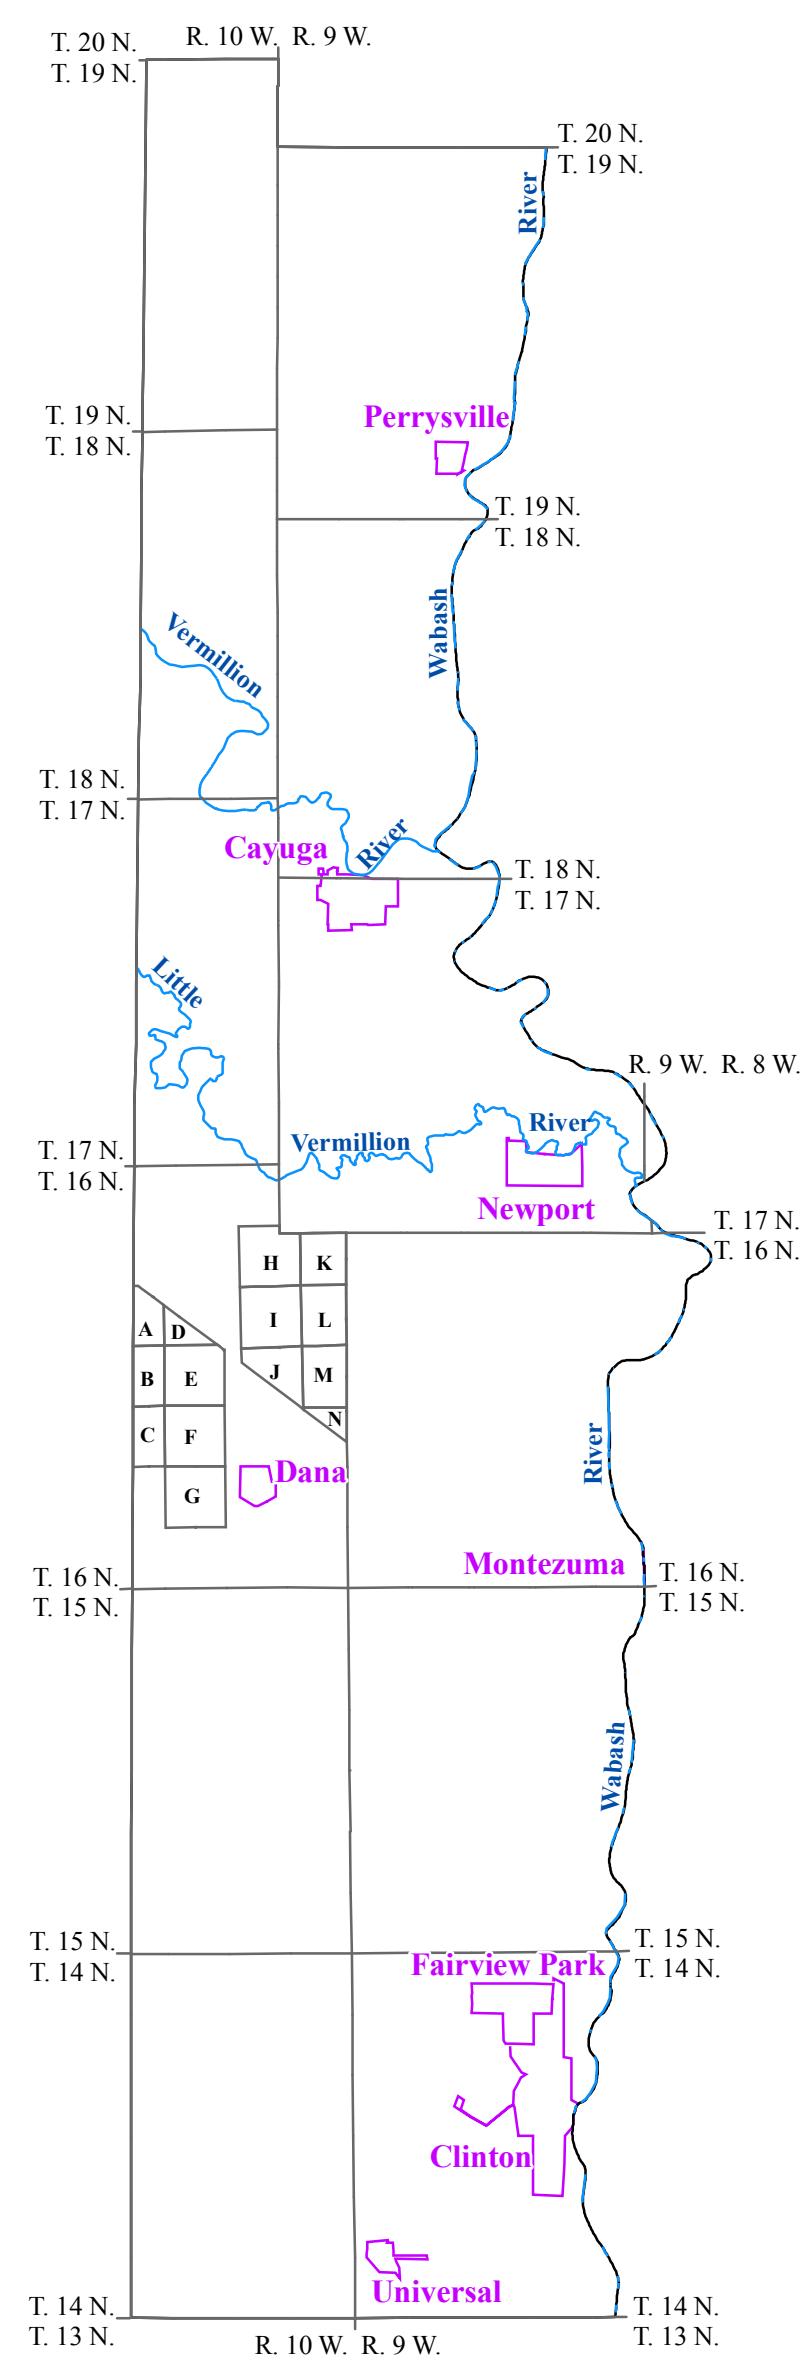 R. 10 W. R. 9 W.
T. 20 N.
T. 19 N.
T. 20 N.
T. 19 N.
River
Perrysville
T. 19 N.
T. 18 N.
T. 19 N.
T. 18 N.
Wabash
Vermillion
T. 18 N.
T. 17 N.
Cayuga
River
T. 18 N.
T. 17 N.
Little
R. 9 W. R. 8 W.
River
Vermillion
T. 17 N.
T. 16 N.
Newport
T. 17 N.
T. 16 N.
H K
I L
A D
J M
B E
N
C F
River
Dana
G
Montezuma
T. 16 N.
T. 15 N.
T. 16 N.
T. 15 N.
Wabash
T. 15 N.
T. 14 N.
T. 15 N.
T. 14 N.
Fairview Park
Clinton
Universal
T. 14 N.
T. 13 N.
T. 14 N.
T. 13 N.
R. 10 W. R. 9 W.